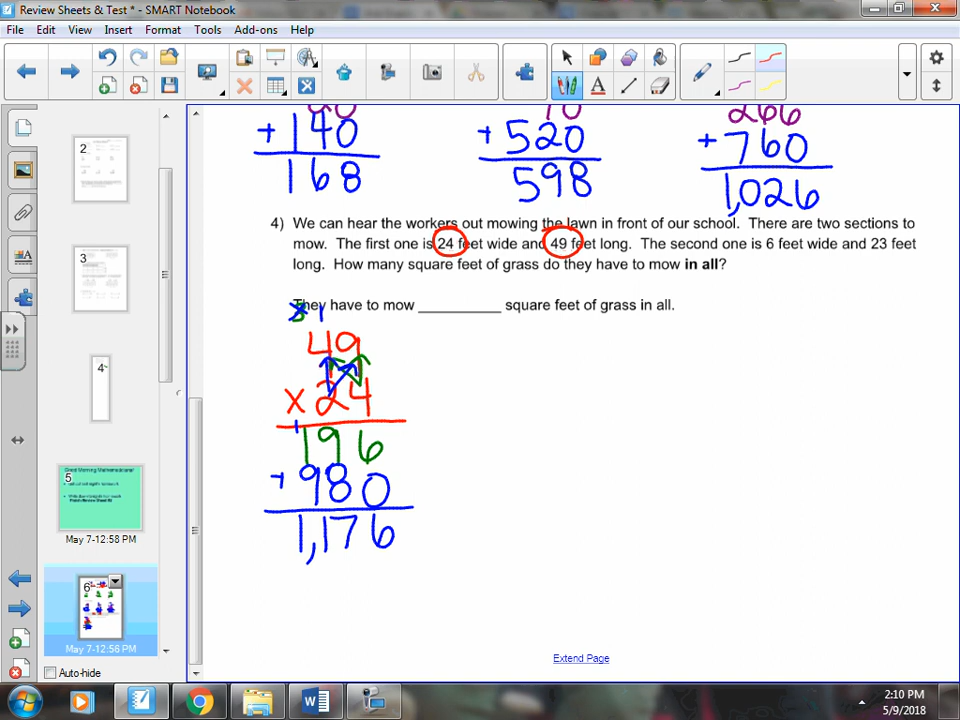 Review Sheets & Test * - SMART Notebook
File Edit View Insert Format Tools Add-ons Help
2
3
4
5
May 7-12:58 PM
6
May 7-12:56 PM
Auto-hide
266
+140 +520 +760
168 598 1,026
4) We can hear the workers out mowing the lawn in front of our school. There are two sections to
mow. The first one is 24 feet wide and 49 feet long. The second one is 6 feet wide and 23 feet
long. How many square feet of grass do they have to mow in all?
They have to mow __________ square feet of grass in all.
1
49
x 24
1
196
+980
1,176
Extend Page
2:10 PM
5/9/2018